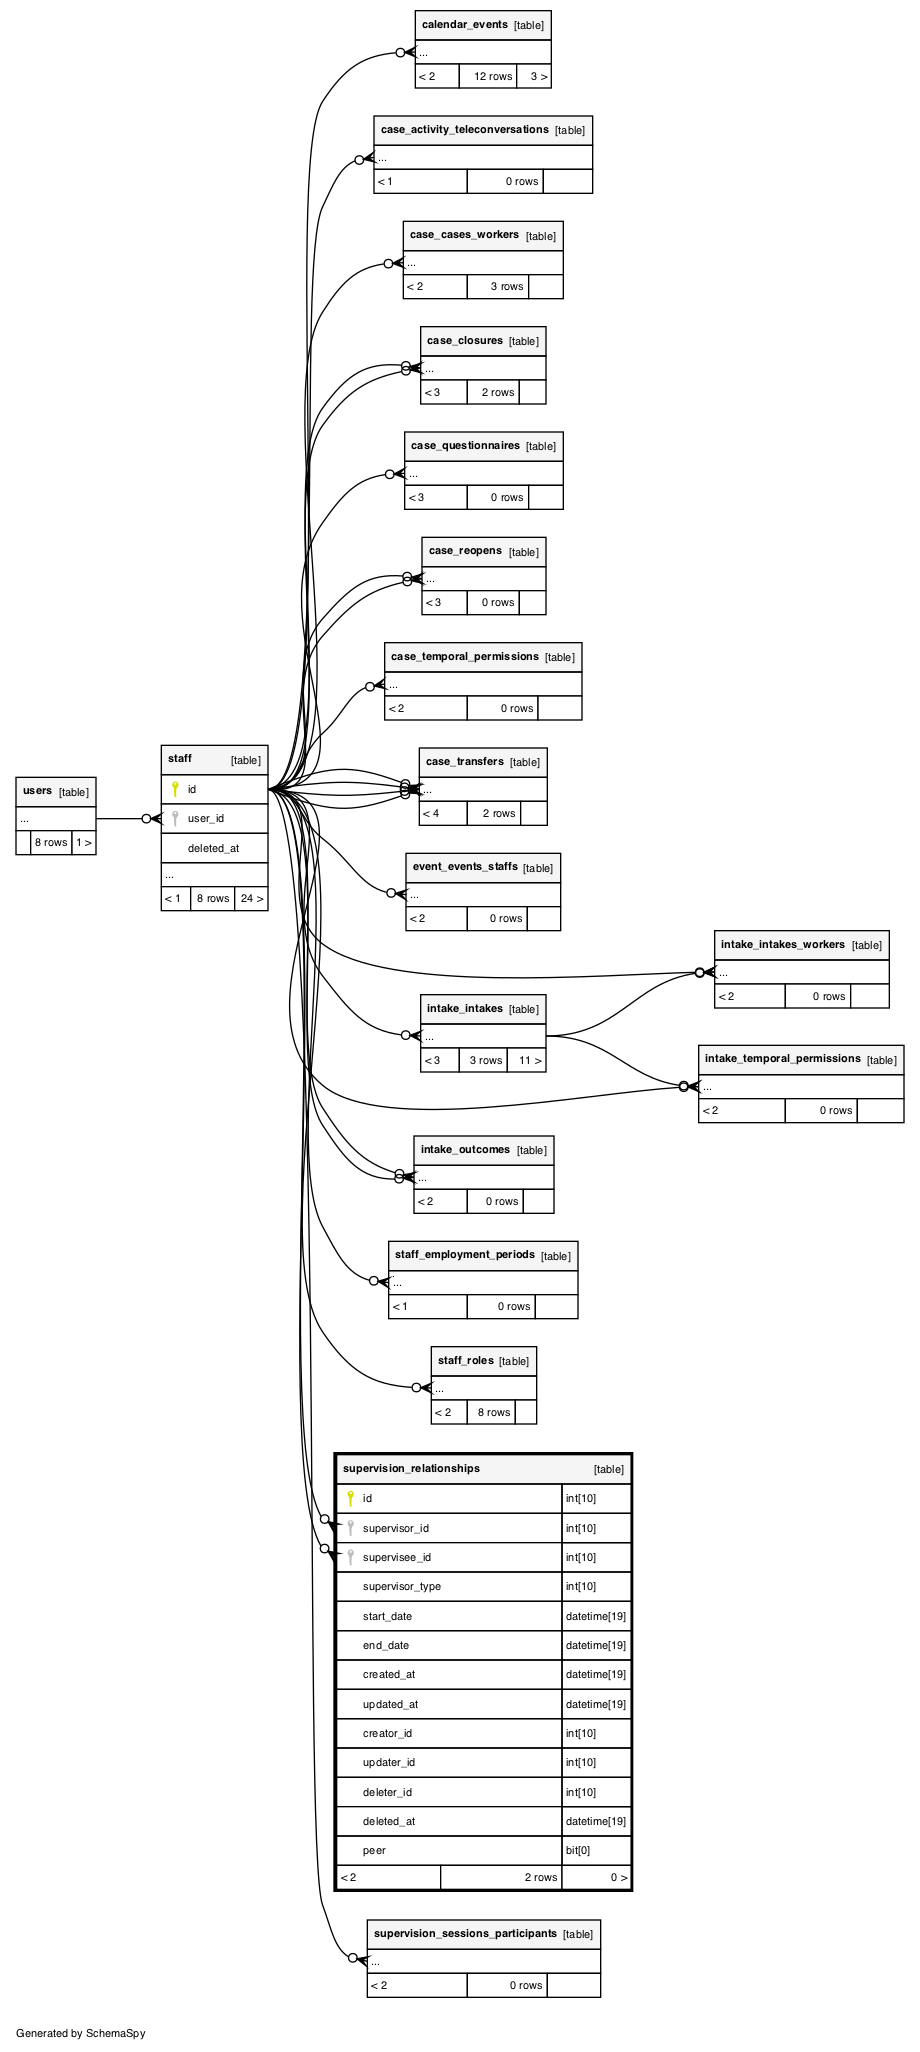 calendar_events [table]
...
< 2 12 rows 3 >
case_activity_teleconversations [table]
...
< 1 0 rows
case_cases_workers [table]
...
< 2 3 rows
case_closures [table]
...
< 3 2 rows
case_questionnaires [table]
...
< 3 0 rows
case_reopens [table]
...
< 3 0 rows
case_temporal_permissions [table]
...
< 2 0 rows
users [table]
...
8 rows 1 >
staff [table]
id
user_id
deleted_at
...
< 1 8 rows 24 >
case_transfers [table]
...
< 4 2 rows
event_events_staffs [table]
...
< 2 0 rows
intake_intakes_workers [table]
...
< 2 0 rows
intake_intakes [table]
...
< 3 3 rows 11 >
intake_temporal_permissions [table]
...
< 2 0 rows
intake_outcomes [table]
...
< 2 0 rows
staff_employment_periods [table]
...
< 1 0 rows
staff_roles [table]
...
< 2 8 rows
supervision_relationships [table]
id int[10]
supervisor_id int[10]
supervisee_id int[10]
supervisor_type int[10]
start_date datetime[19]
end_date datetime[19]
created_at datetime[19]
updated_at datetime[19]
creator_id int[10]
updater_id int[10]
deleter_id int[10]
deleted_at datetime[19]
peer bit[0]
< 2 2 rows 0 >
supervision_sessions_participants [table]
...
< 2 0 rows
Generated by SchemaSpy